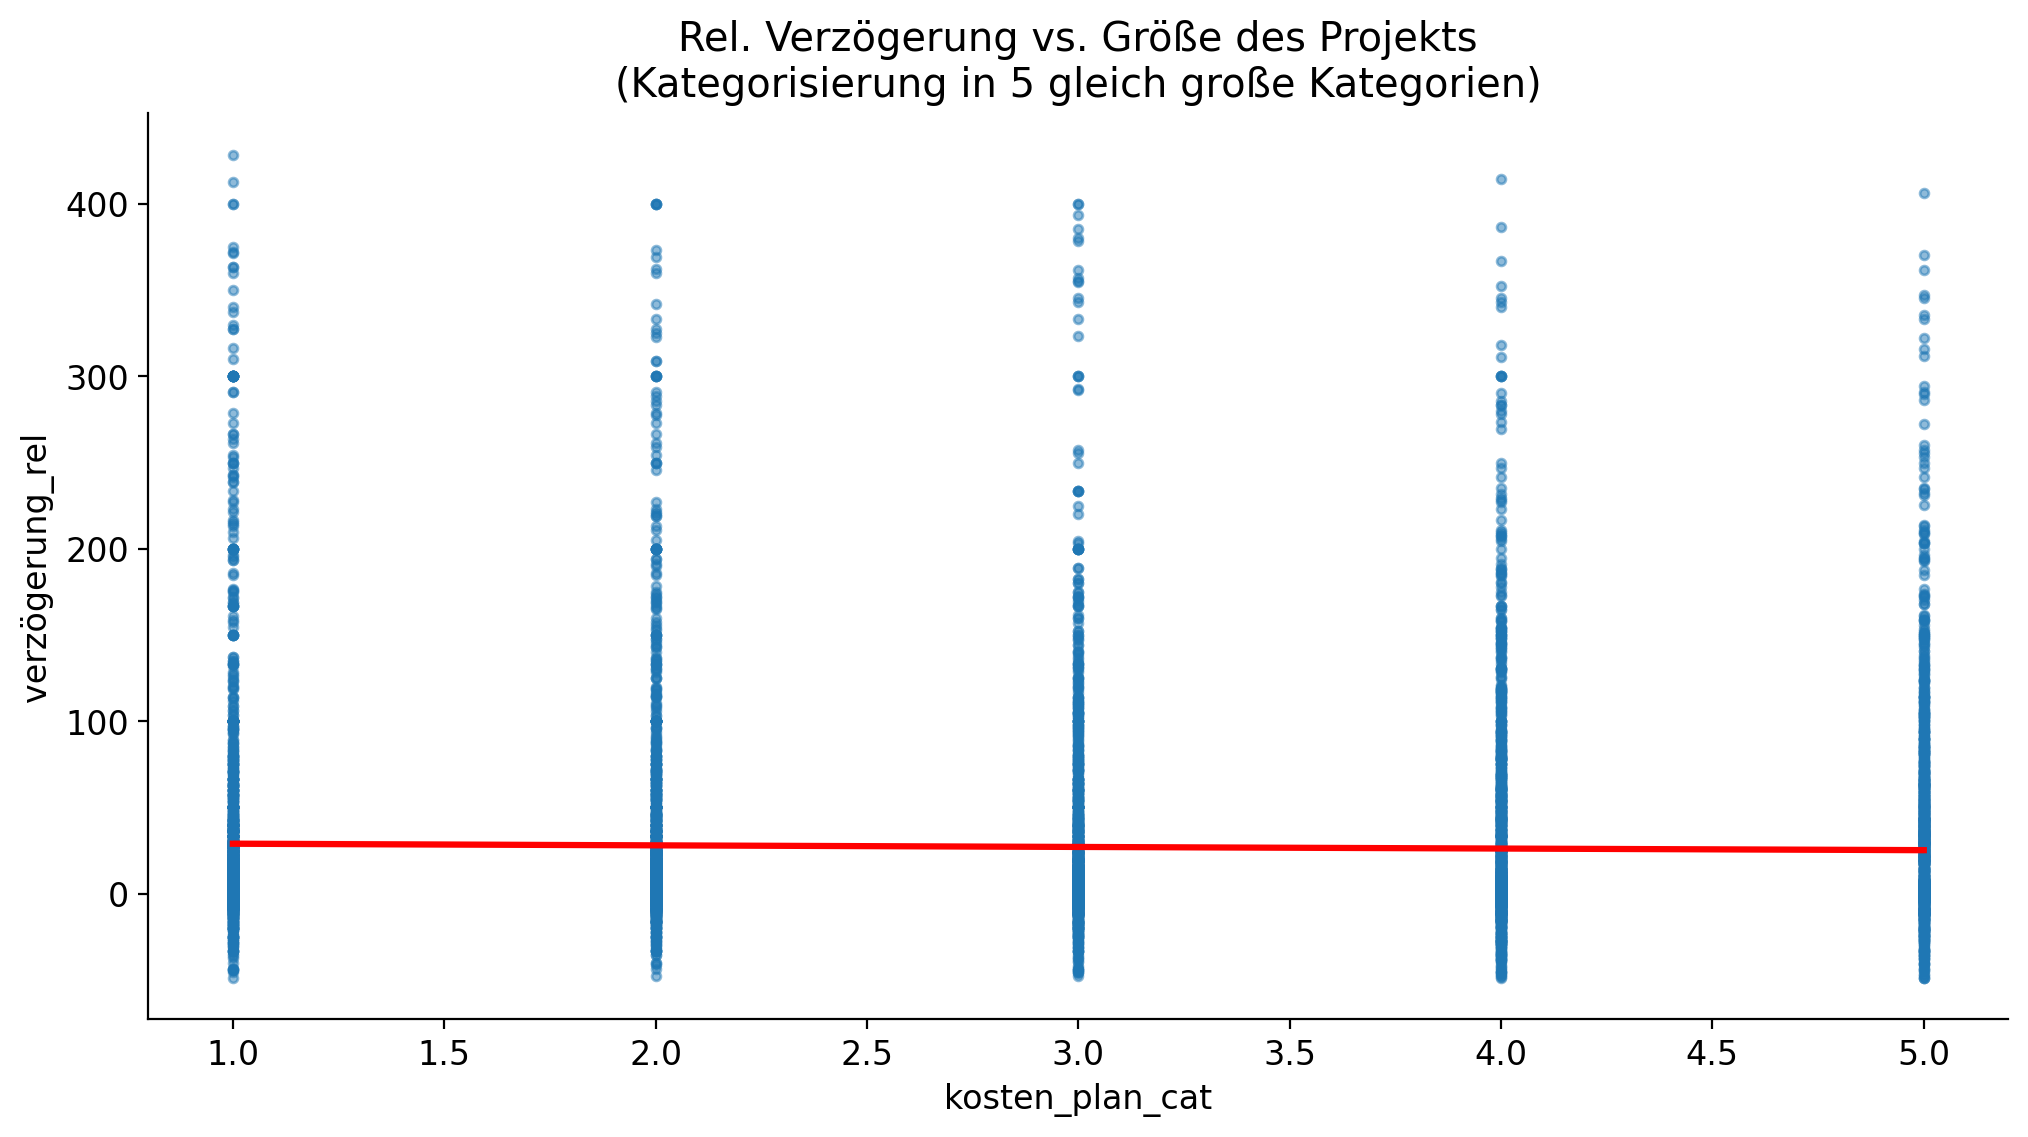 Rel. Verzögerung vs. Größe des Projekts
(Kategorisierung in 5 gleich große Kategorien)
verzögerung_rel
400
300
200
100
0
1.0 1.5 2.0 2.5 3.0 3.5 4.0 4.5 5.0
kosten_plan_cat